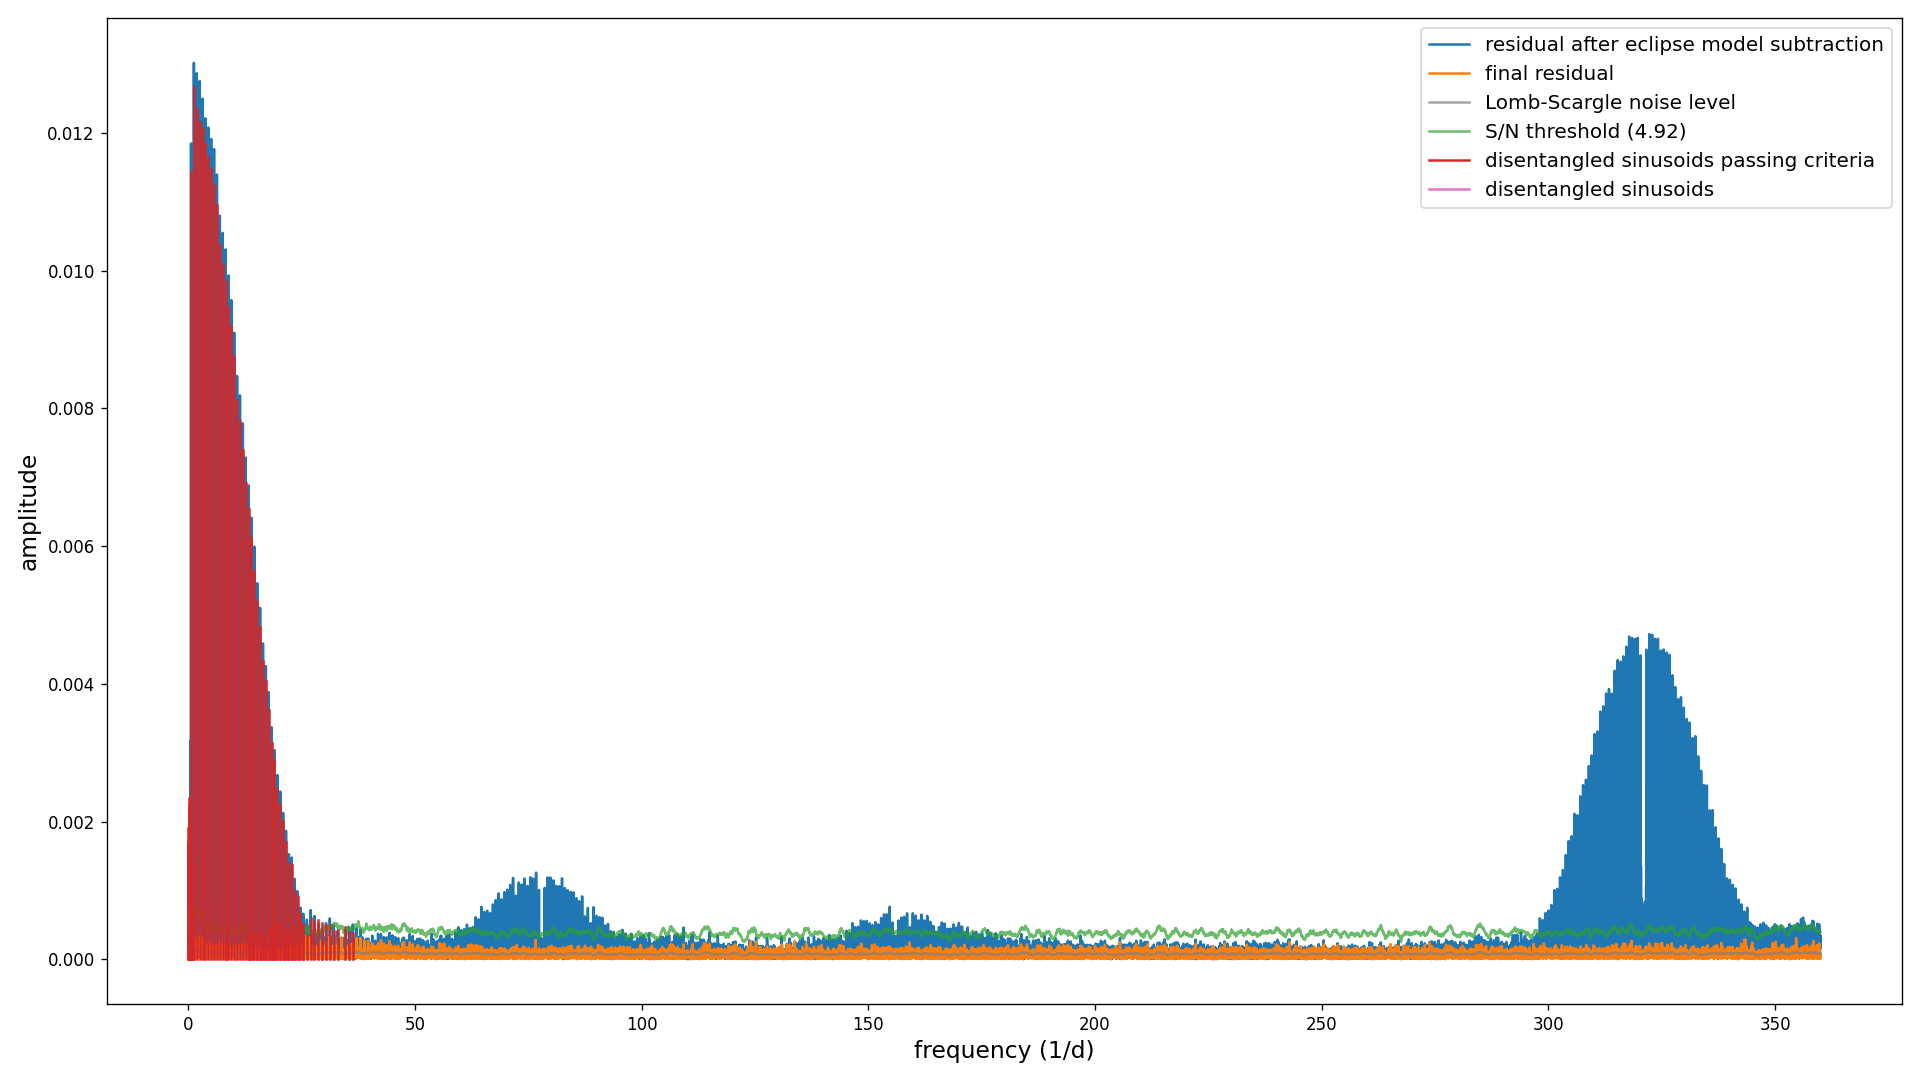 residual after eclipse model subtraction
final residual
Lomb-Scargle noise level
S/N threshold (4.92)
disentangled sinusoids passing criteria
disentangled sinusoids
amplitude
0.012
0.010
0.008
0.006
0.004
0.002
0.000
0 50 100 150 200 250 300 350
frequency (1/d)